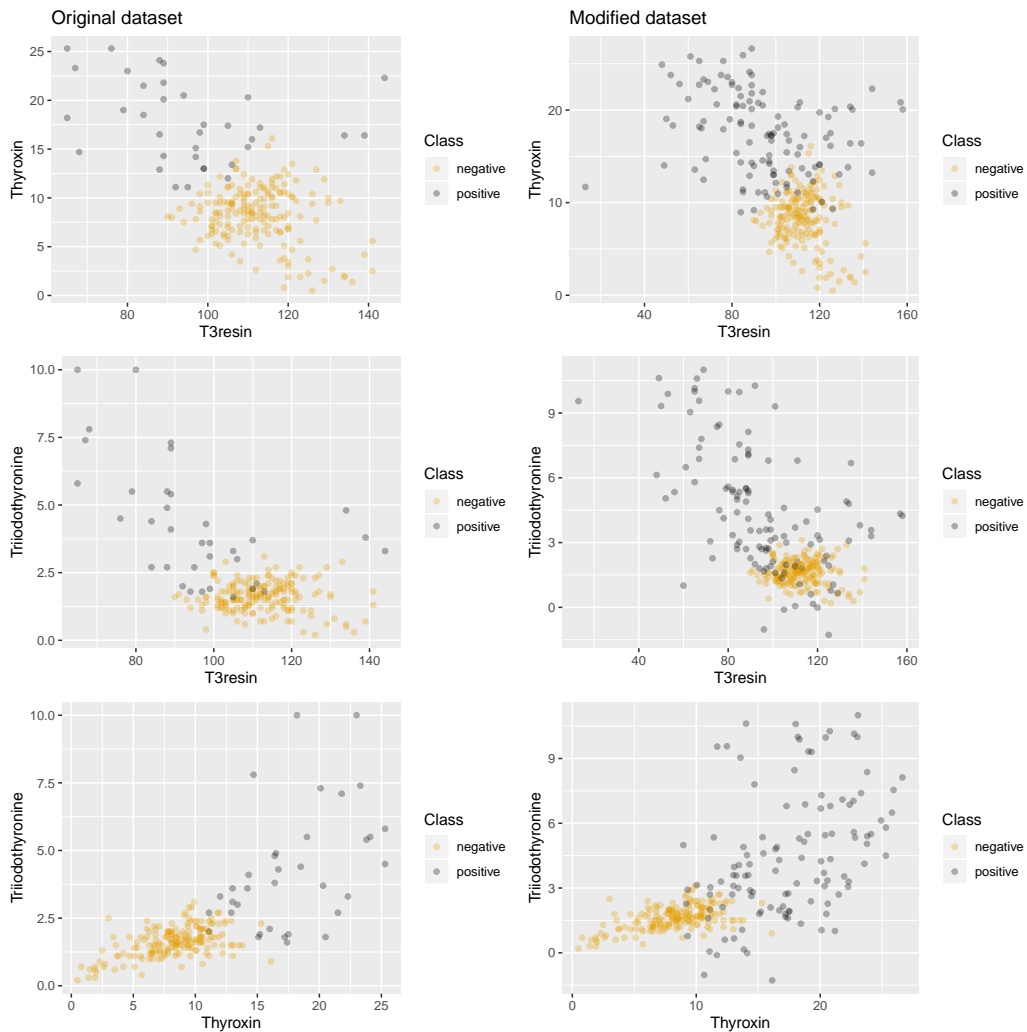 Original dataset
Modified dataset
25
20
15
10
5
0
Thyroxin
80
100
120
140
T3resin
Class
negative
positive
20
10
0
Thyroxin
40
80
120
160
T3resin
Class
negative
positive
10.0
7.5
5.0
2.5
0.0
Triiodothyronine
80
100
120
140
T3resin
Class
negative
positive
9
6
3
0
Triiodothyronine
40
80
120
160
T3resin
Class
negative
positive
10.0
7.5
5.0
2.5
0.0
Triiodothyronine
0
5
10
15
20
25
Thyroxin
Class
negative
positive
9
6
3
0
Triiodothyronine
0
10
20
Thyroxin
Class
negative
positive